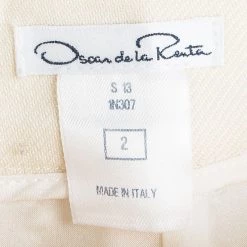 Oscar de la Renta
S 13
1N307
2
MADE IN ITALY